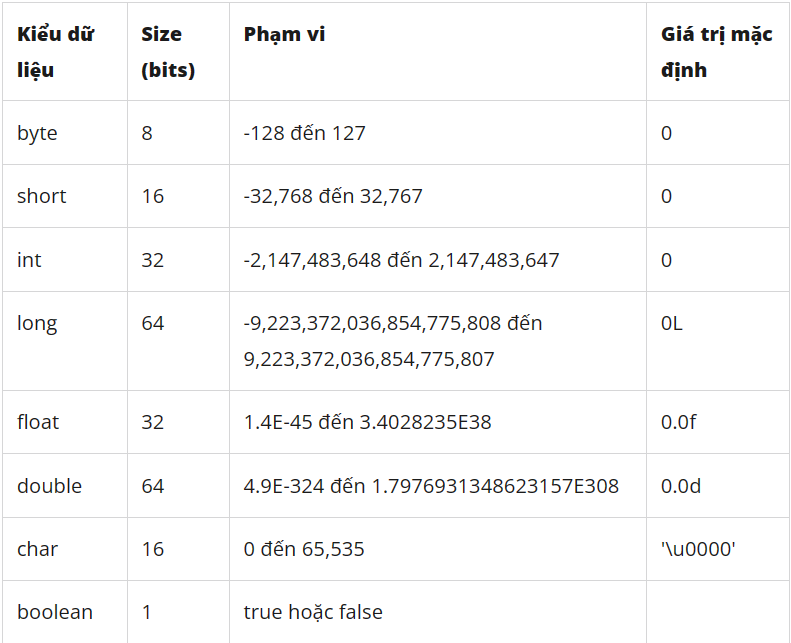 Kiểu dữ liệu Size (bits) Phạm vi Giá trị mặc định
byte 8 -128 đến 127 0
short 16 -32,768 đến 32,767 0
int 32 -2,147,483,648 đến 2,147,483,647 0
long 64 -9,223,372,036,854,775,808 đến 9,223,372,036,854,775,807 0L
float 32 1.4E-45 đến 3.4028235E38 0.0f
double 64 4.9E-324 đến 1.7976931348623157E308 0.0d
char 16 0 đến 65,535 '\u0000'
boolean 1 true hoặc false